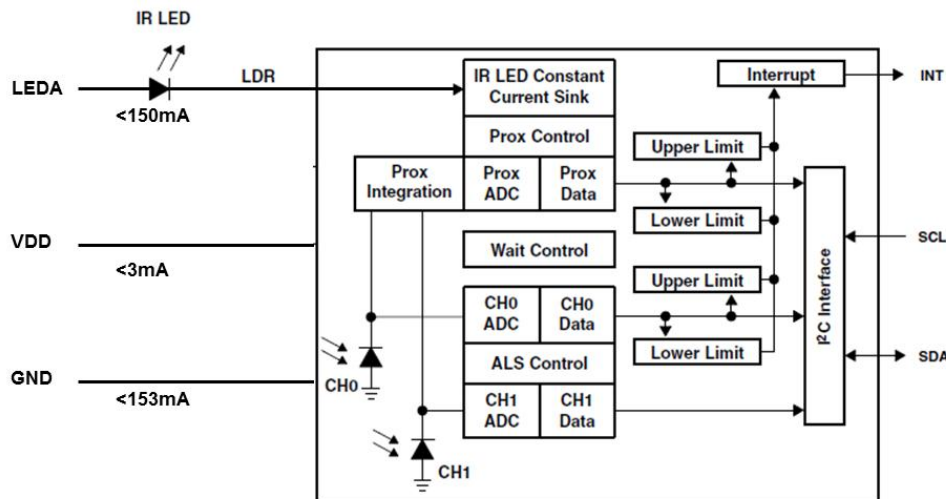 IR LED
LEDA
LDR
<150mA
IR LED Constant
Current Sink
Interrupt
INT
Prox Control
Upper Limit
Prox
Integration
Prox
ADC
Prox
Data
Lower Limit
VDD
<3mA
Wait Control
SCL
Upper Limit
CH0
ADC
CH0
Data
I²C Interface
Lower Limit
SDA
ALS Control
GND
<153mA
CH0
CH1
ADC
CH1
Data
CH1